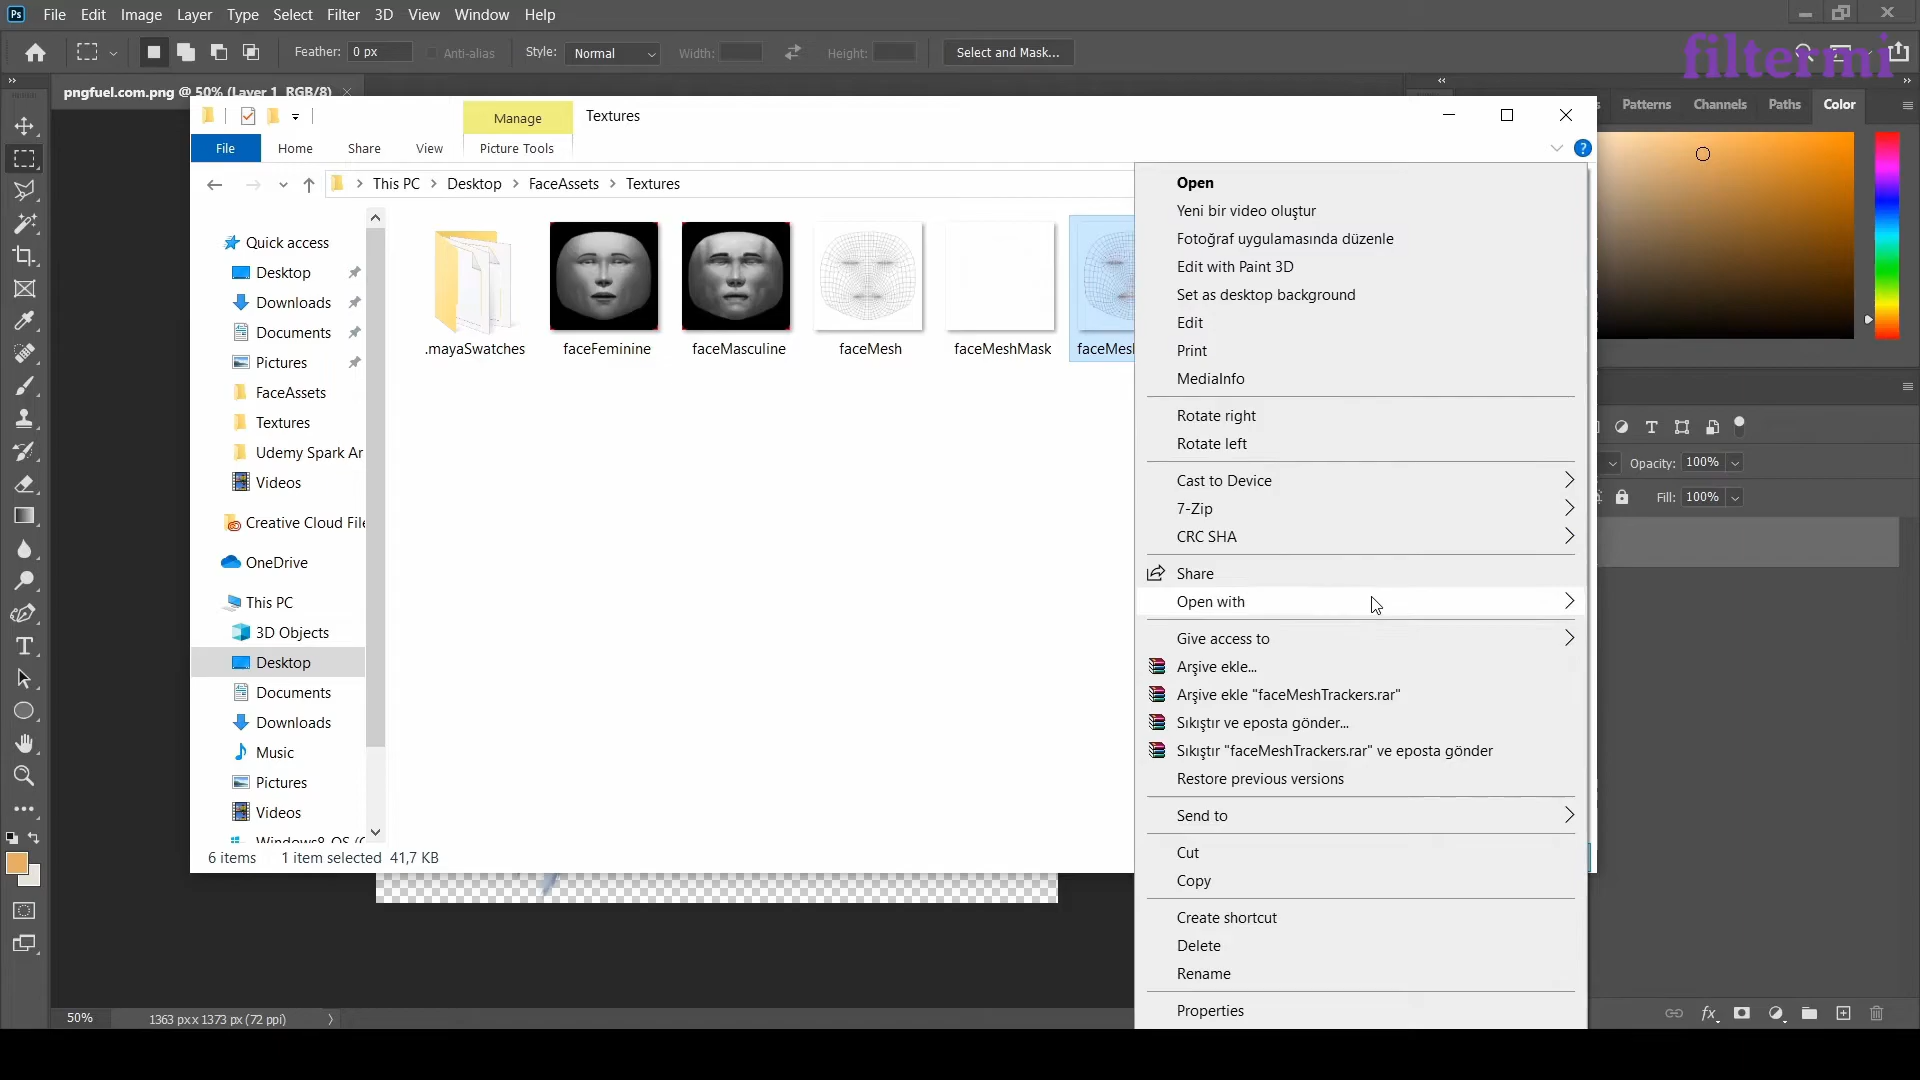 Ps File Edit Image Layer Type Select Filter 3D View Window Help
Feather: 0 px Anti-alias Style: Normal Width: Height: Select and Mask...
filtermi
pngfuel.com.png @ 50% (Layer 1, RGB/8)
Patterns Channels Paths Color
Manage Textures
File Home Share View Picture Tools
This PC > Desktop > FaceAssets > Textures
Quick access
Desktop
Downloads
Documents
Pictures
FaceAssets
Textures
Udemy Spark Ar
Videos
Creative Cloud File
OneDrive
This PC
3D Objects
Desktop
Documents
Downloads
Music
Pictures
Videos
.mayaSwatches
faceFeminine
faceMasculine
faceMesh
faceMeshMask
faceMesh
Open
Yeni bir video oluştur
Fotoğraf uygulamasında düzenle
Edit with Paint 3D
Set as desktop background
Edit
Print
MediaInfo
Rotate right
Rotate left
Cast to Device
7-Zip
CRC SHA
Share
Open with
Give access to
Arşive ekle...
Arşive ekle "faceMeshTrackers.rar"
Sıkıştır ve eposta gönder...
Sıkıştır "faceMeshTrackers.rar" ve eposta gönder
Restore previous versions
Send to
Cut
Copy
Create shortcut
Delete
Rename
Properties
Opacity: 100%
Fill: 100%
6 items 1 item selected 41,7 KB
50% 1363 px x 1373 px (72 ppi)
fx